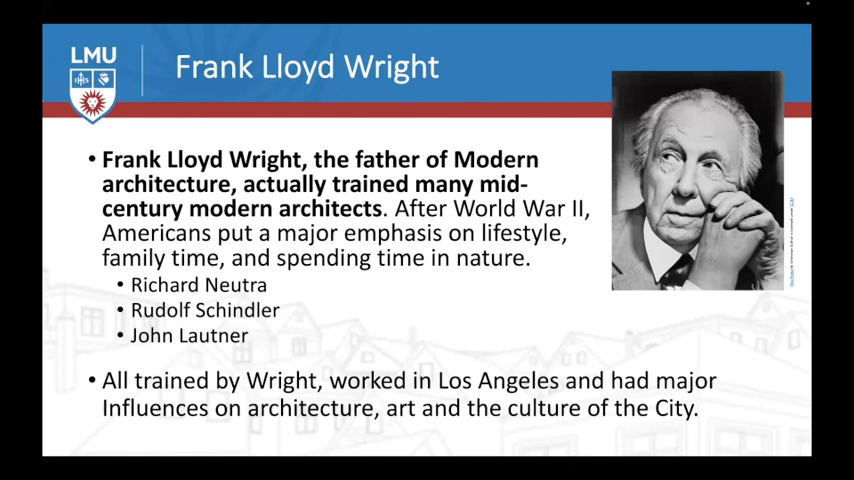 LMU
IHS
Frank Lloyd Wright
• Frank Lloyd Wright, the father of Modern
architecture, actually trained many mid-
century modern architects. After World War II,
Americans put a major emphasis on lifestyle,
family time, and spending time in nature.
• Richard Neutra
• Rudolf Schindler
• John Lautner
• All trained by Wright, worked in Los Angeles and had major
Influences on architecture, art and the culture of the City.